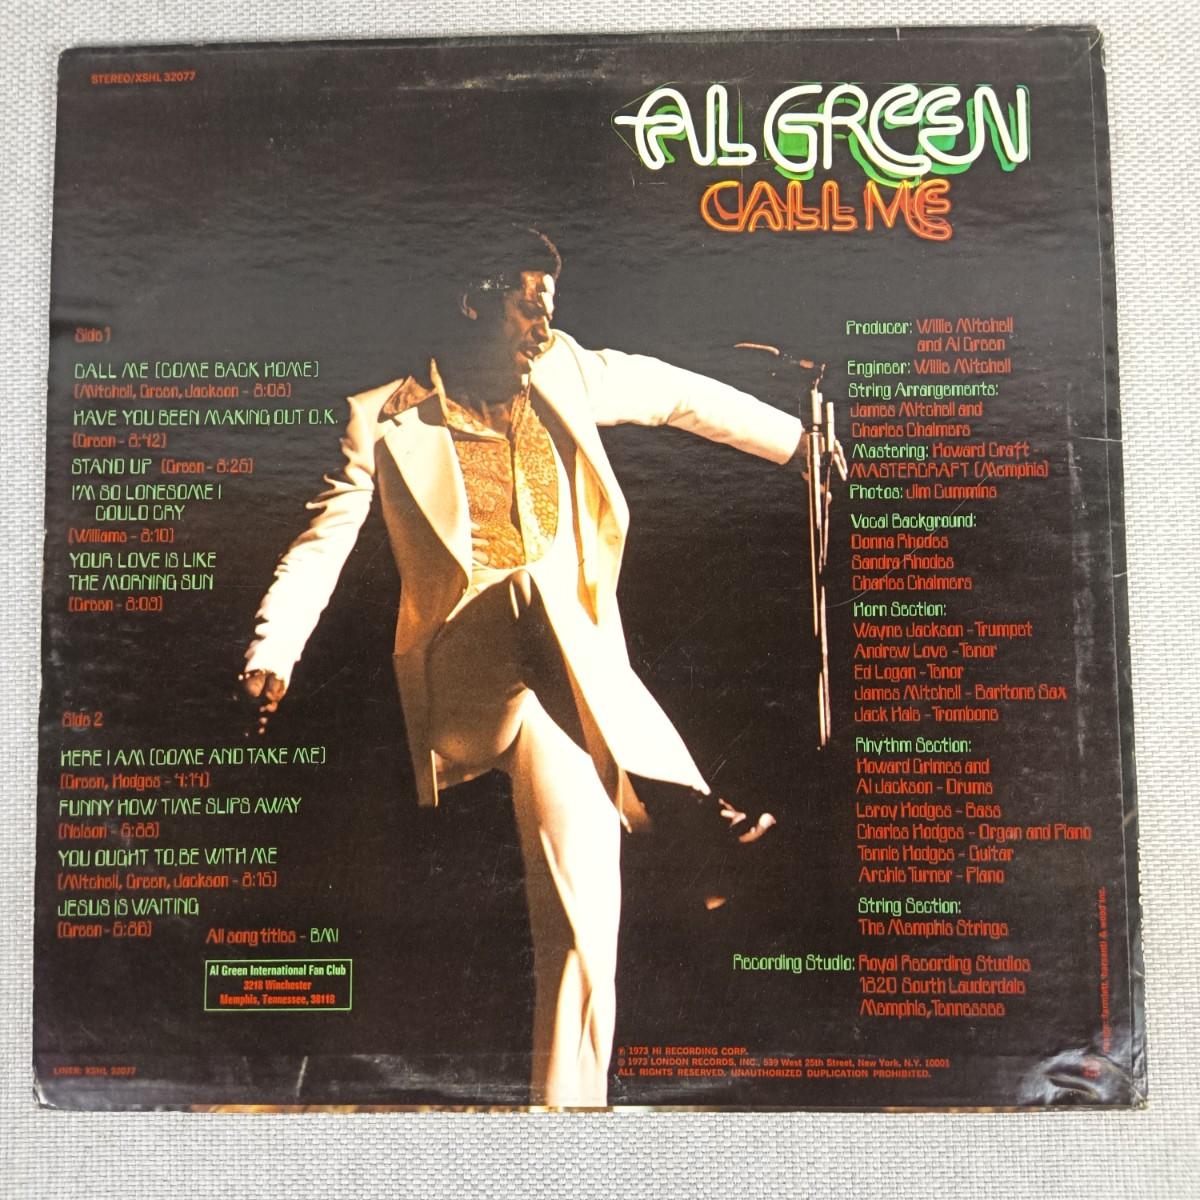 STEREO/XSHL 32077
AL GREEN
CALL ME
Side 1
CALL ME (COME BACK HOME)
(Mitchell, Green, Jackson - 3:03)
HAVE YOU BEEN MAKING OUT O.K.
(Green - 3:42)
STAND UP (Green - 3:25)
I'M SO LONESOME I
COULD CRY
(Williams - 3:10)
YOUR LOVE IS LIKE
THE MORNING SUN
(Green - 3:09)
Side 2
HERE I AM (COME AND TAKE ME)
(Green, Hodges - 4:14)
FUNNY HOW TIME SLIPS AWAY
(Nelson - 5:33)
YOU OUGHT TO BE WITH ME
(Mitchell, Green, Jackson - 3:15)
JESUS IS WAITING
(Green - 5:36)
All song titles - BMI
Al Green International Fan Club
3218 Winchester
Memphis, Tennessee, 38118
LINER: XSHL 32077
Producer: Willie Mitchell
and Al Green
Engineer: Willie Mitchell
String Arrangements:
James Mitchell and
Charles Chalmers
Mastering: Howard Craft -
MASTERCRAFT (Memphis)
Photos: Jim Cummins
Vocal Background:
Donna Rhodes
Sandra Rhodes
Charles Chalmers
Horn Section:
Wayne Jackson - Trumpet
Andrew Love - Tenor
Ed Logan - Tenor
James Mitchell - Baritone Sax
Jack Hale - Trombone
Rhythm Section:
Howard Grimes and
Al Jackson - Drums
Leroy Hodges - Bass
Charles Hodges - Organ and Piano
Tennie Hodges - Guitar
Archie Turner - Piano
String Section:
The Memphis Strings
Recording Studio: Royal Recording Studios
1320 South Lauderdale
Memphis, Tennessee
℗ 1973 HI RECORDING CORP.
© 1973 LONDON RECORDS, INC., 539 West 25th Street, New York, N.Y. 10001
ALL RIGHTS RESERVED. UNAUTHORIZED DUPLICATION PROHIBITED.
& wood inc.